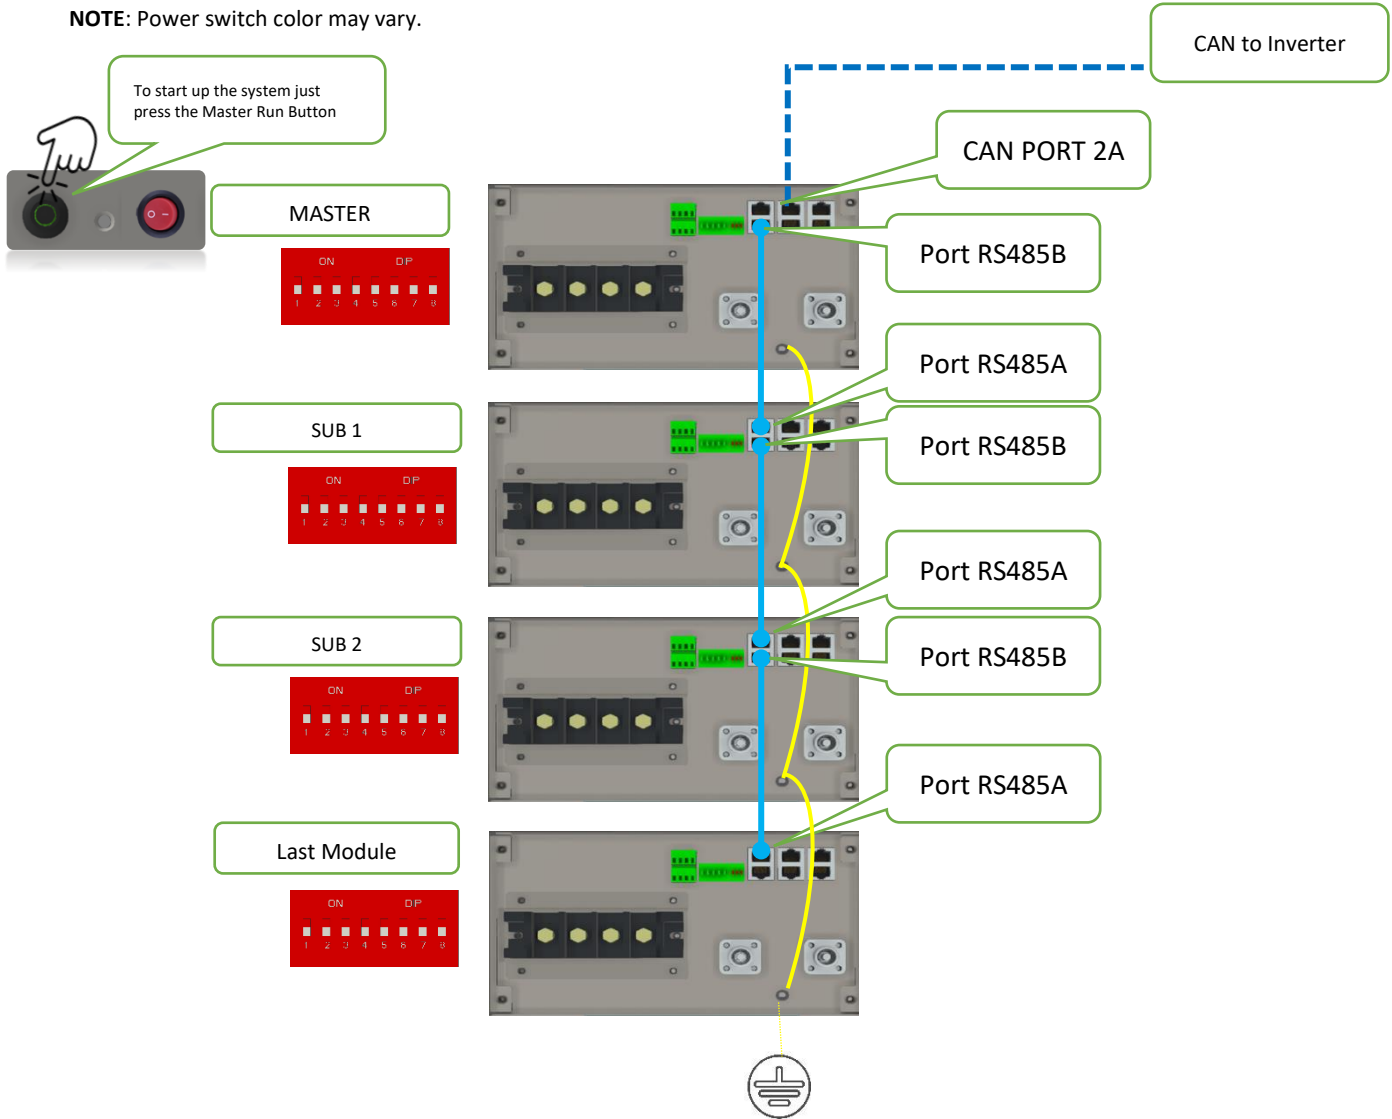 NOTE: Power switch color may vary.
CAN to Inverter
To start up the system just
press the Master Run Button
CAN PORT 2A
MASTER
Port RS485B
ON DP
1 2 3 4 5 6 7 8
Port RS485A
SUB 1
Port RS485B
ON DP
1 2 3 4 5 6 7 8
Port RS485A
SUB 2
Port RS485B
ON DP
1 2 3 4 5 6 7 8
Port RS485A
Last Module
ON DP
1 2 3 4 5 6 7 8